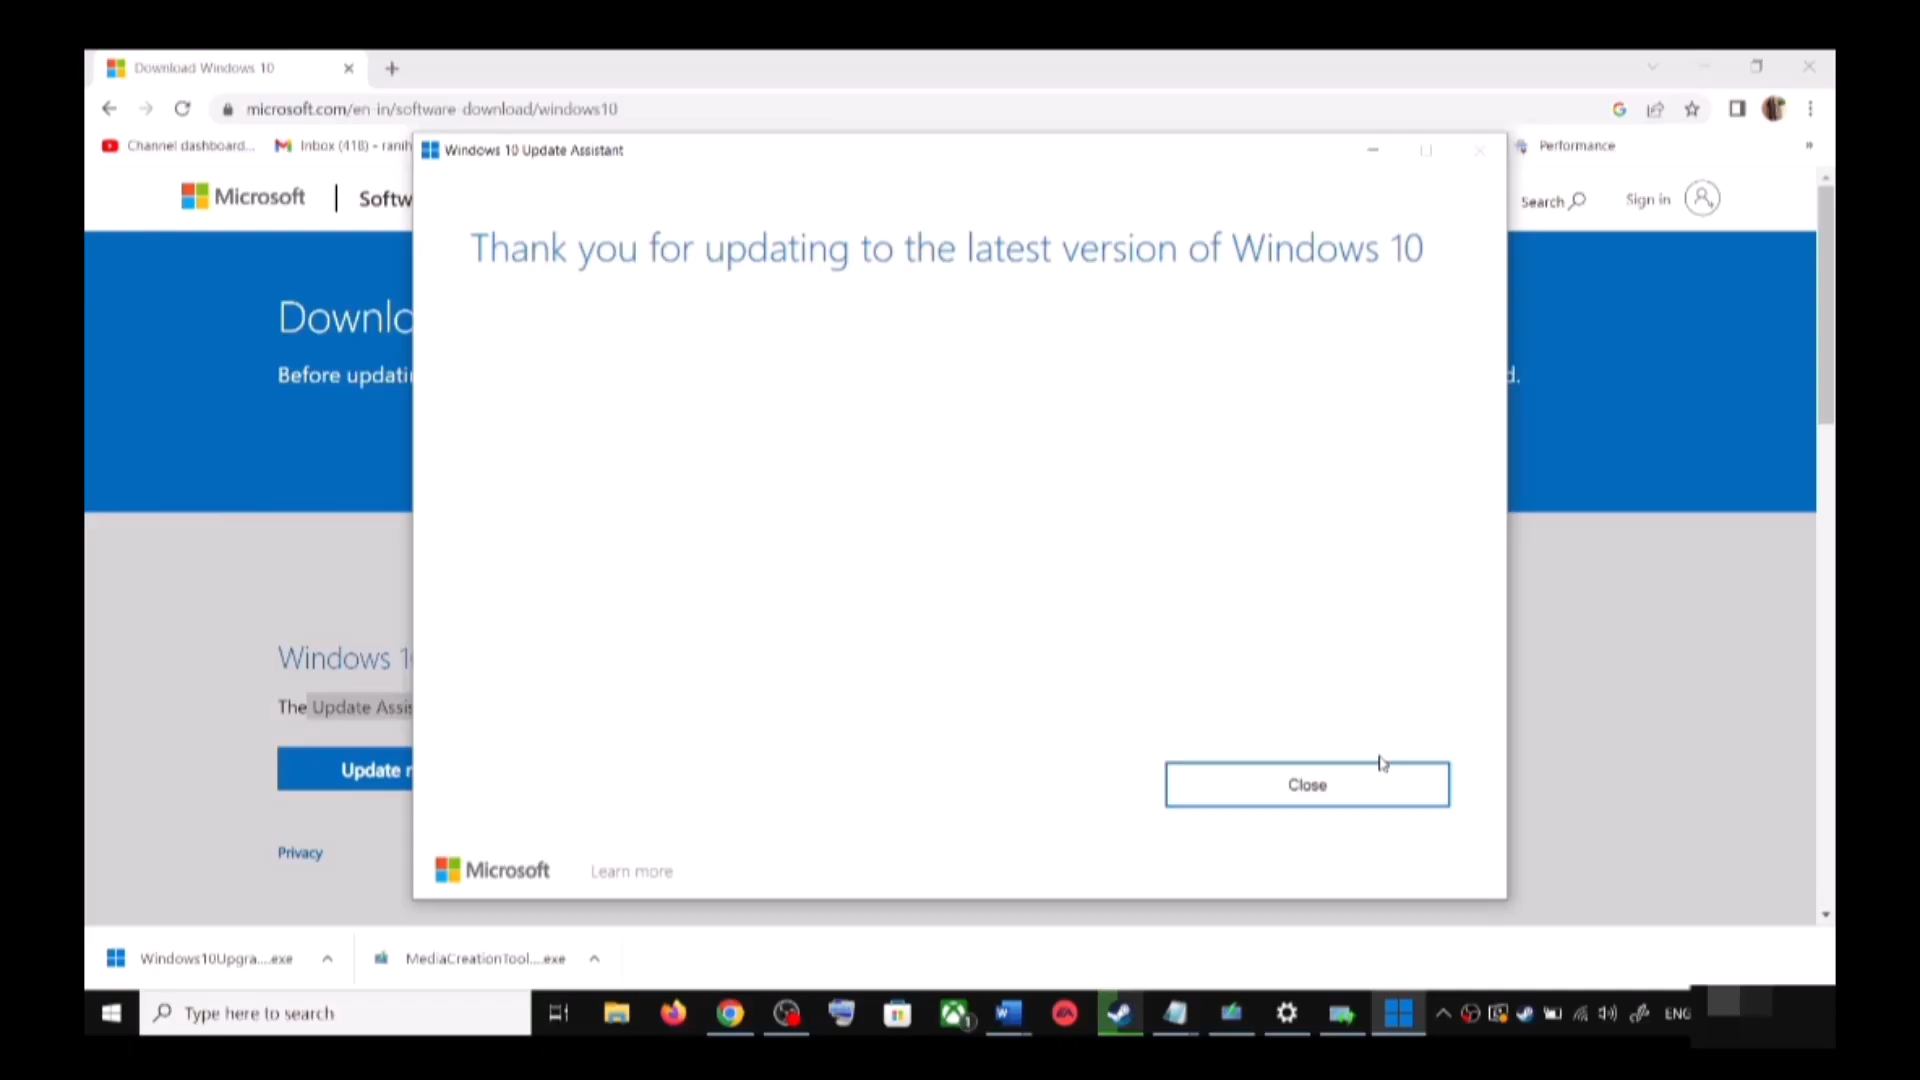 Download Windows 10
microsoft.com/en-in/software-download/windows10
Channel dashboard...
Inbox (418) - ranih
Performance
Windows 10 Update Assistant
Microsoft
Softw
Search
Sign in
Thank you for updating to the latest version of Windows 10
Downlo
Before updati
d.
Windows 1
The Update Assis
Update
Close
Privacy
Microsoft
Learn more
Windows10Upgra....exe
MediaCreationTool....exe
Type here to search
1
W
EA
ENG